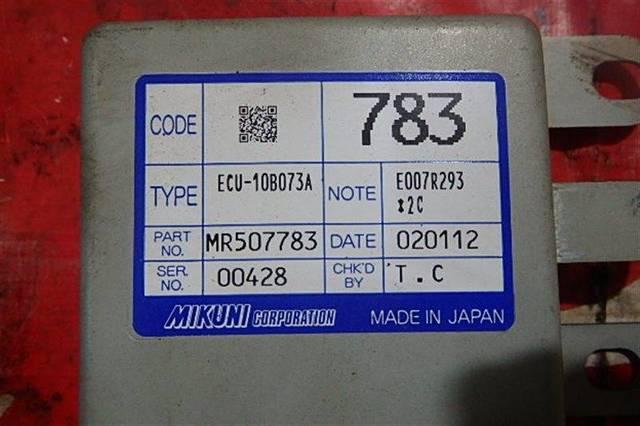 CODE 783
TYPE ECU-10B073A NOTE E007R293
*2C
PART NO. MR507783 DATE 020112
SER. NO. 00428 CHK'D BY T.C
MIKUNI CORPORATION MADE IN JAPAN